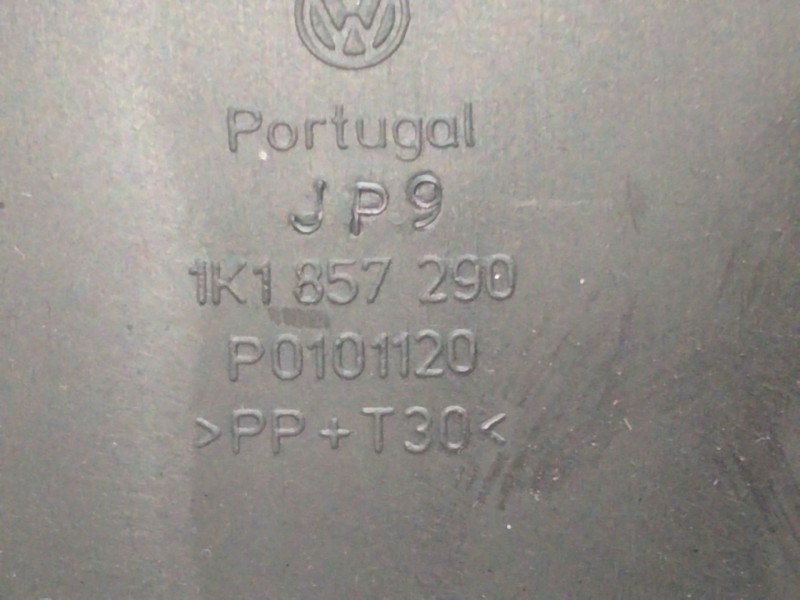 Portugal
JP9
1K1 857 290
P0101120
>PP+T30<